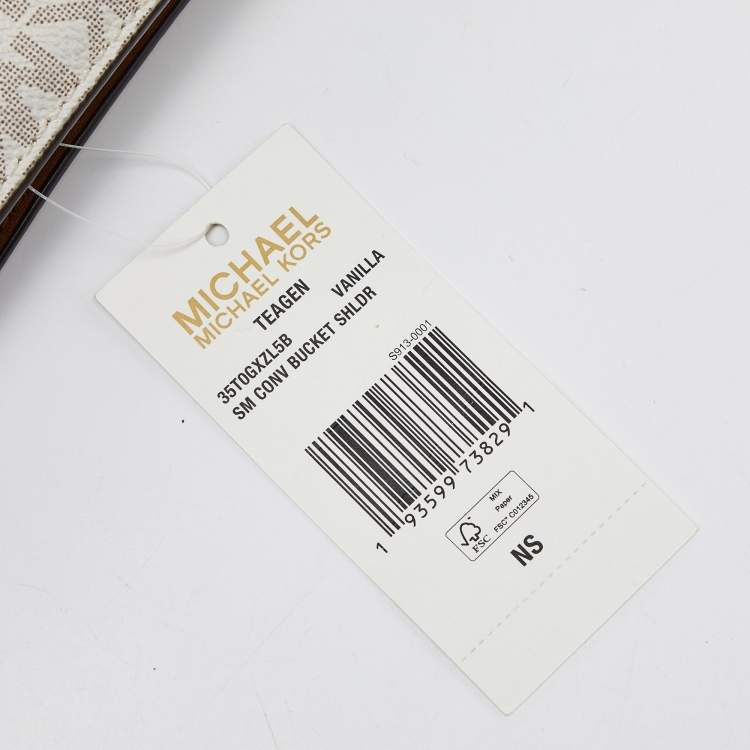 MICHAEL
MICHAEL KORS
TEAGEN
35T0GXZL5B VANILLA
SM CONV BUCKET SHLDR
S913-0001
1 93599 73829 1
FSC
MIX
Paper
FSC® C012345
NS